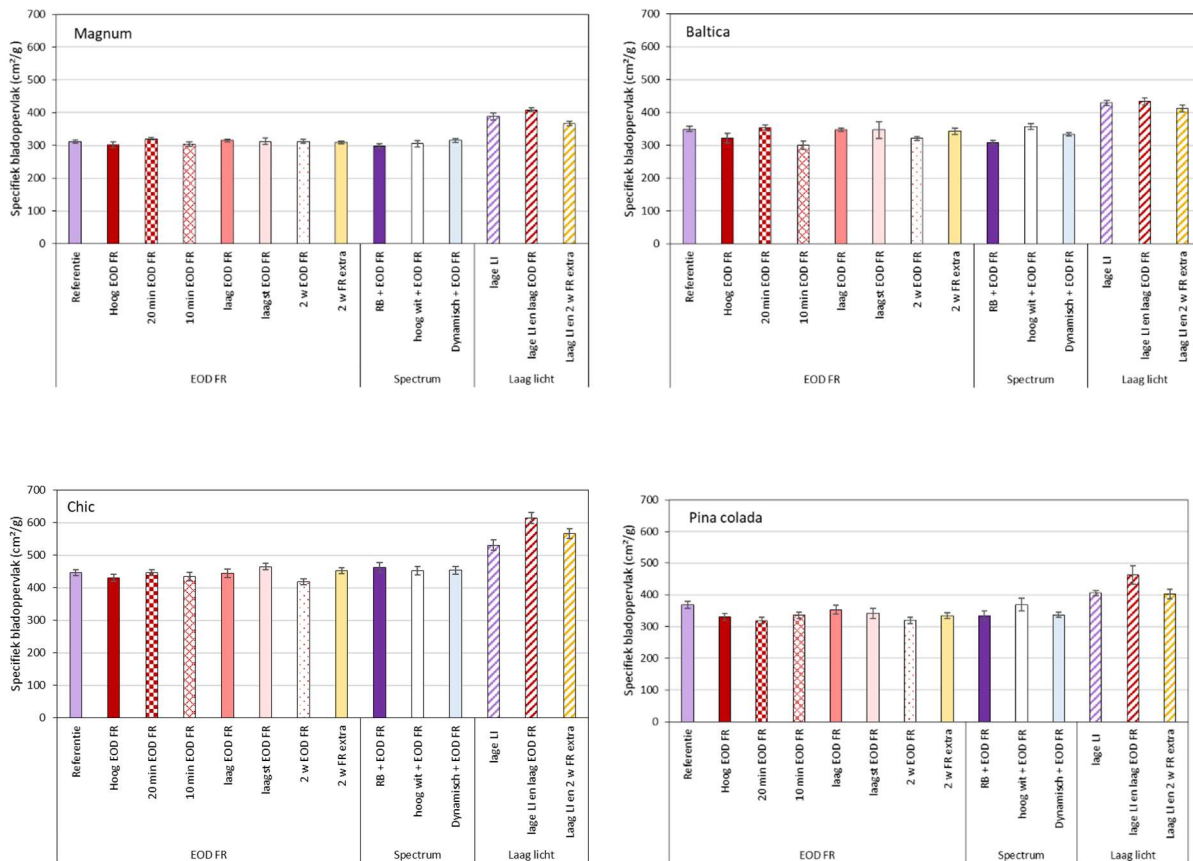 Magnum
Specifiek bladoppervlak (cm²/g)
700
600
500
400
300
200
100
0
Referentie
Hoog EOD FR
20 min EOD FR
10 min EOD FR
laag EOD FR
laagst EOD FR
2 w EOD FR
2 w FR extra
RB + EOD FR
hoog wit + EOD FR
Dynamisch + EOD FR
lage LI
lage LI en laag EOD FR
Laag LI en 2 w FR extra
EOD FR
Spectrum
Laag licht
Baltica
Specifiek bladoppervlak (cm²/g)
700
600
500
400
300
200
100
0
Referentie
Hoog EOD FR
20 min EOD FR
10 min EOD FR
laag EOD FR
laagst EOD FR
2 w EOD FR
2 w FR extra
RB + EOD FR
hoog wit + EOD FR
Dynamisch + EOD FR
lage LI
lage LI en laag EOD FR
Laag LI en 2 w FR extra
EOD FR
Spectrum
Laag licht
Chic
Specifiek bladoppervlak (cm²/g)
700
600
500
400
300
200
100
0
Referentie
Hoog EOD FR
20 min EOD FR
10 min EOD FR
laag EOD FR
laagst EOD FR
2 w EOD FR
2 w FR extra
RB + EOD FR
hoog wit + EOD FR
Dynamisch + EOD FR
lage LI
lage LI en laag EOD FR
Laag LI en 2 w FR extra
EOD FR
Spectrum
Laag licht
Pina colada
Specifiek bladoppervlak (cm²/g)
700
600
500
400
300
200
100
0
Referentie
Hoog EOD FR
20 min EOD FR
10 min EOD FR
laag EOD FR
laagst EOD FR
2 w EOD FR
2 w FR extra
RB + EOD FR
hoog wit + EOD FR
Dynamisch + EOD FR
lage LI
lage LI en laag EOD FR
Laag LI en 2 w FR extra
EOD FR
Spectrum
Laag licht